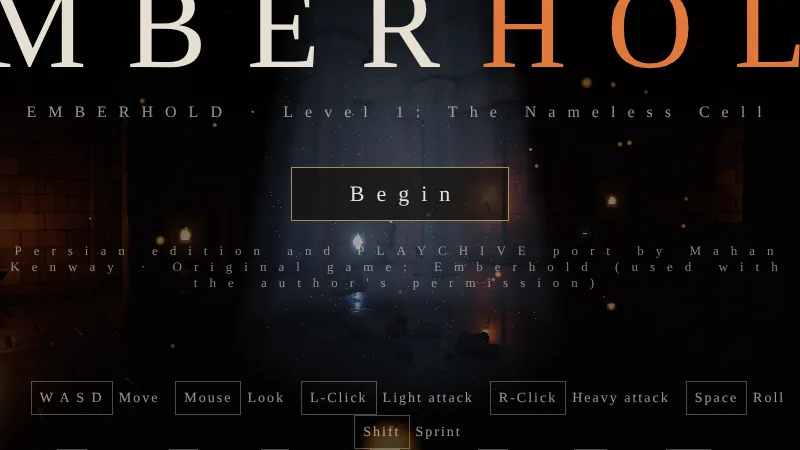 MBERHOL
EMBERHOLD · Level 1: The Nameless Cell
Begin
Persian edition and PLAYCHIVE port by Mahan
Kenway · Original game: Emberhold (used with
the author's permission)
WASD Move Mouse Look L-Click Light attack R-Click Heavy attack Space Roll
Shift Sprint